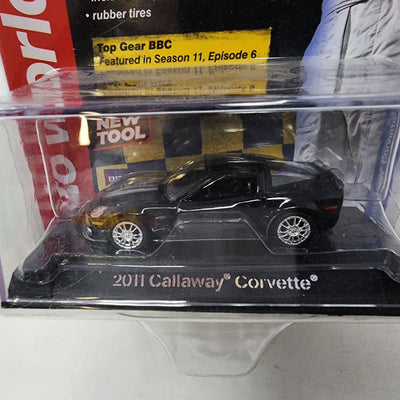 • rubber tires
Top Gear BBC
Featured in Season 11, Episode 6
NEW
TOOL
2011 Callaway® Corvette®